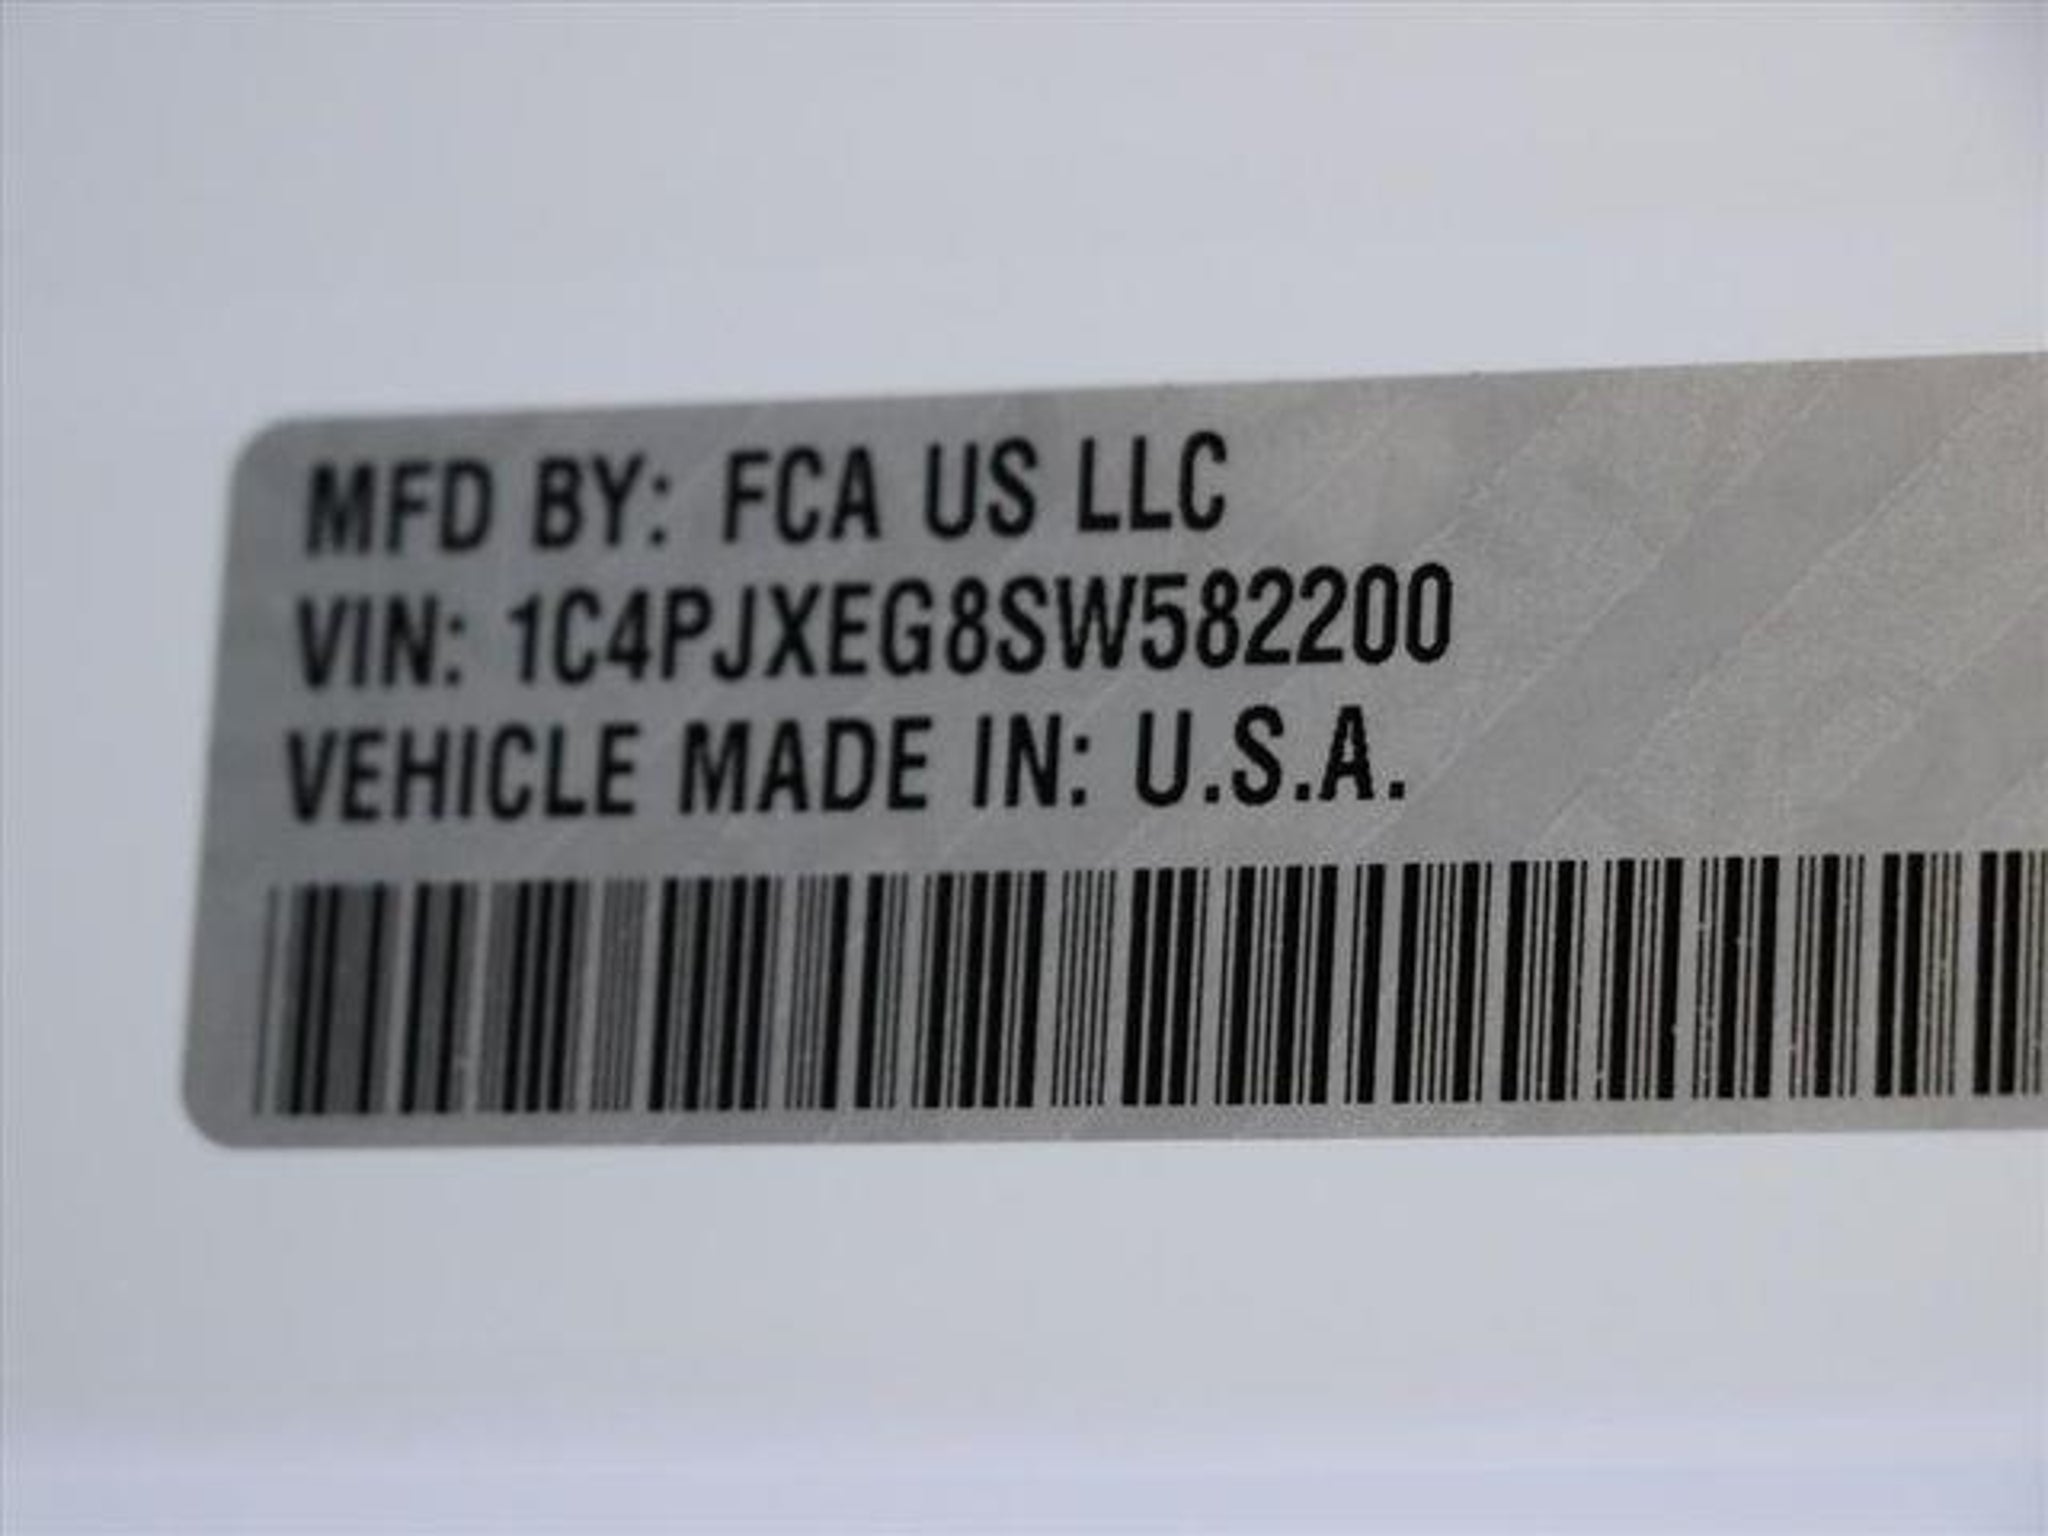 MFD BY: FCA US LLC
VIN: 1C4PJXEG8SW582200
VEHICLE MADE IN: U.S.A.